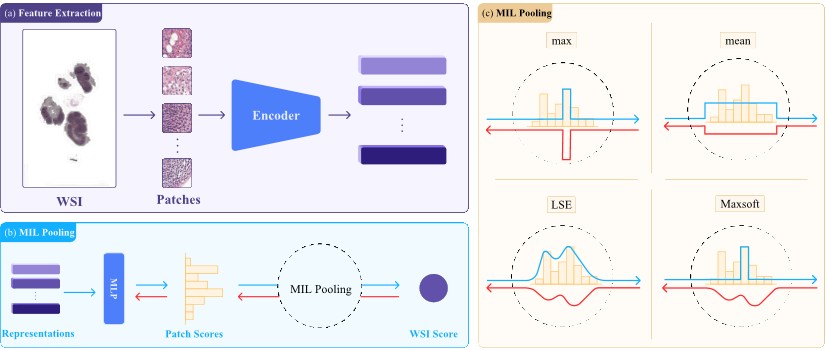 (a) Feature Extraction
Encoder
WSI
Patches
(b) MIL Pooling
MLP
MIL Pooling
Representations
Patch Scores
WSI Score
(c) MIL Pooling
max
mean
LSE
Maxsoft